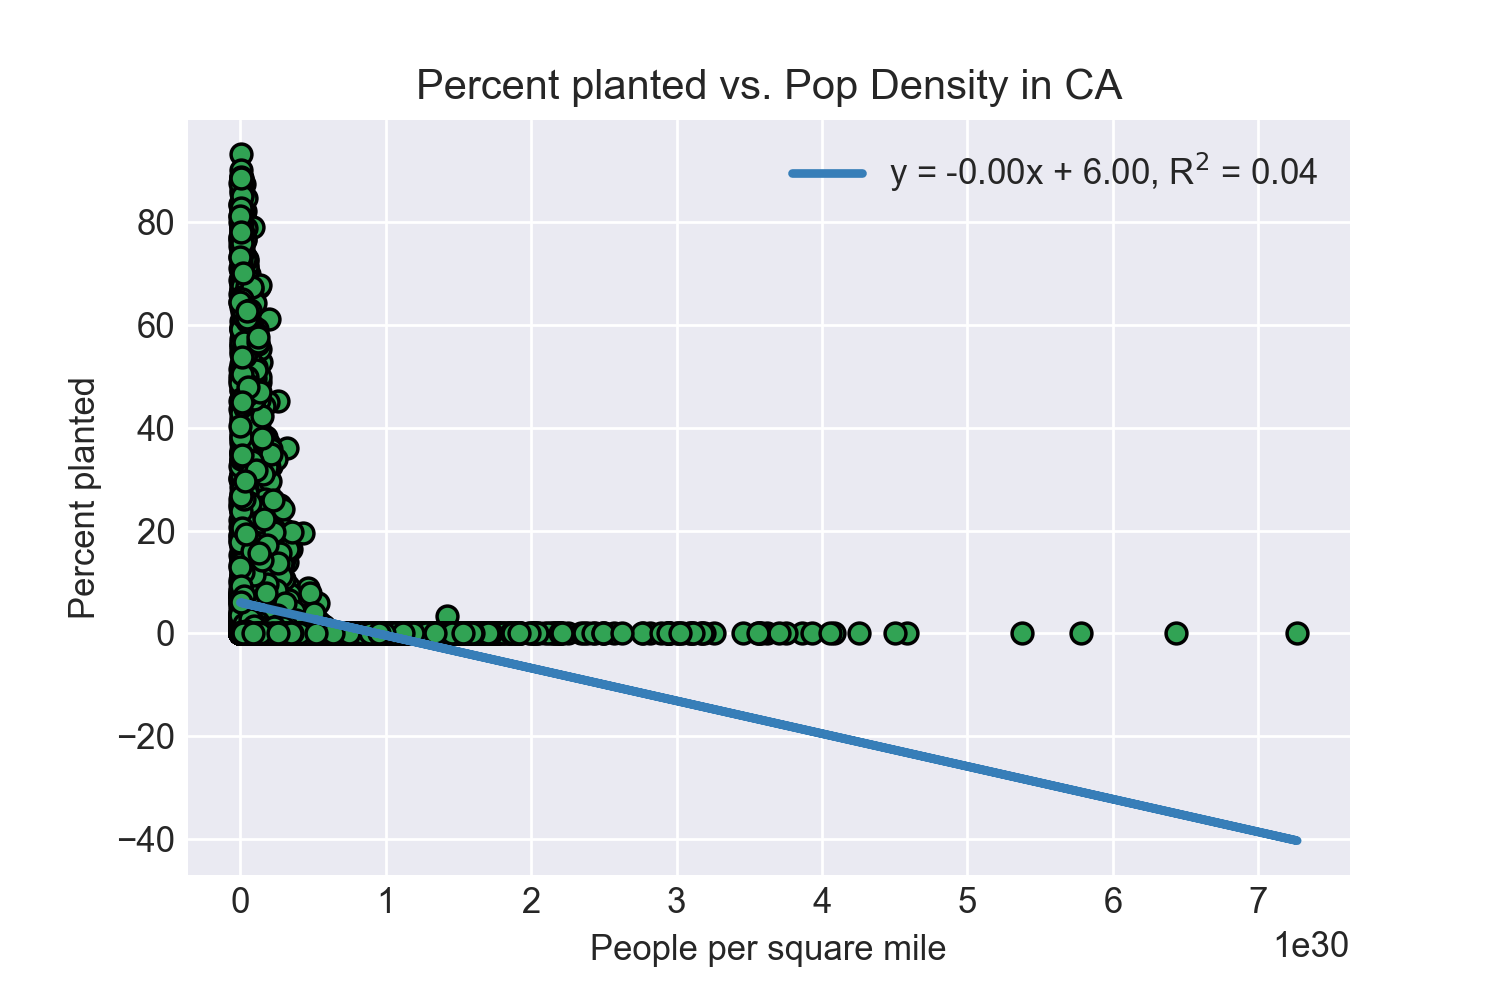 Percent planted vs. Pop Density in CA
y = -0.00x + 6.00, R² = 0.04
80
60
40
20
0
−20
−40
Percent planted
0 1 2 3 4 5 6 7
People per square mile
1e30